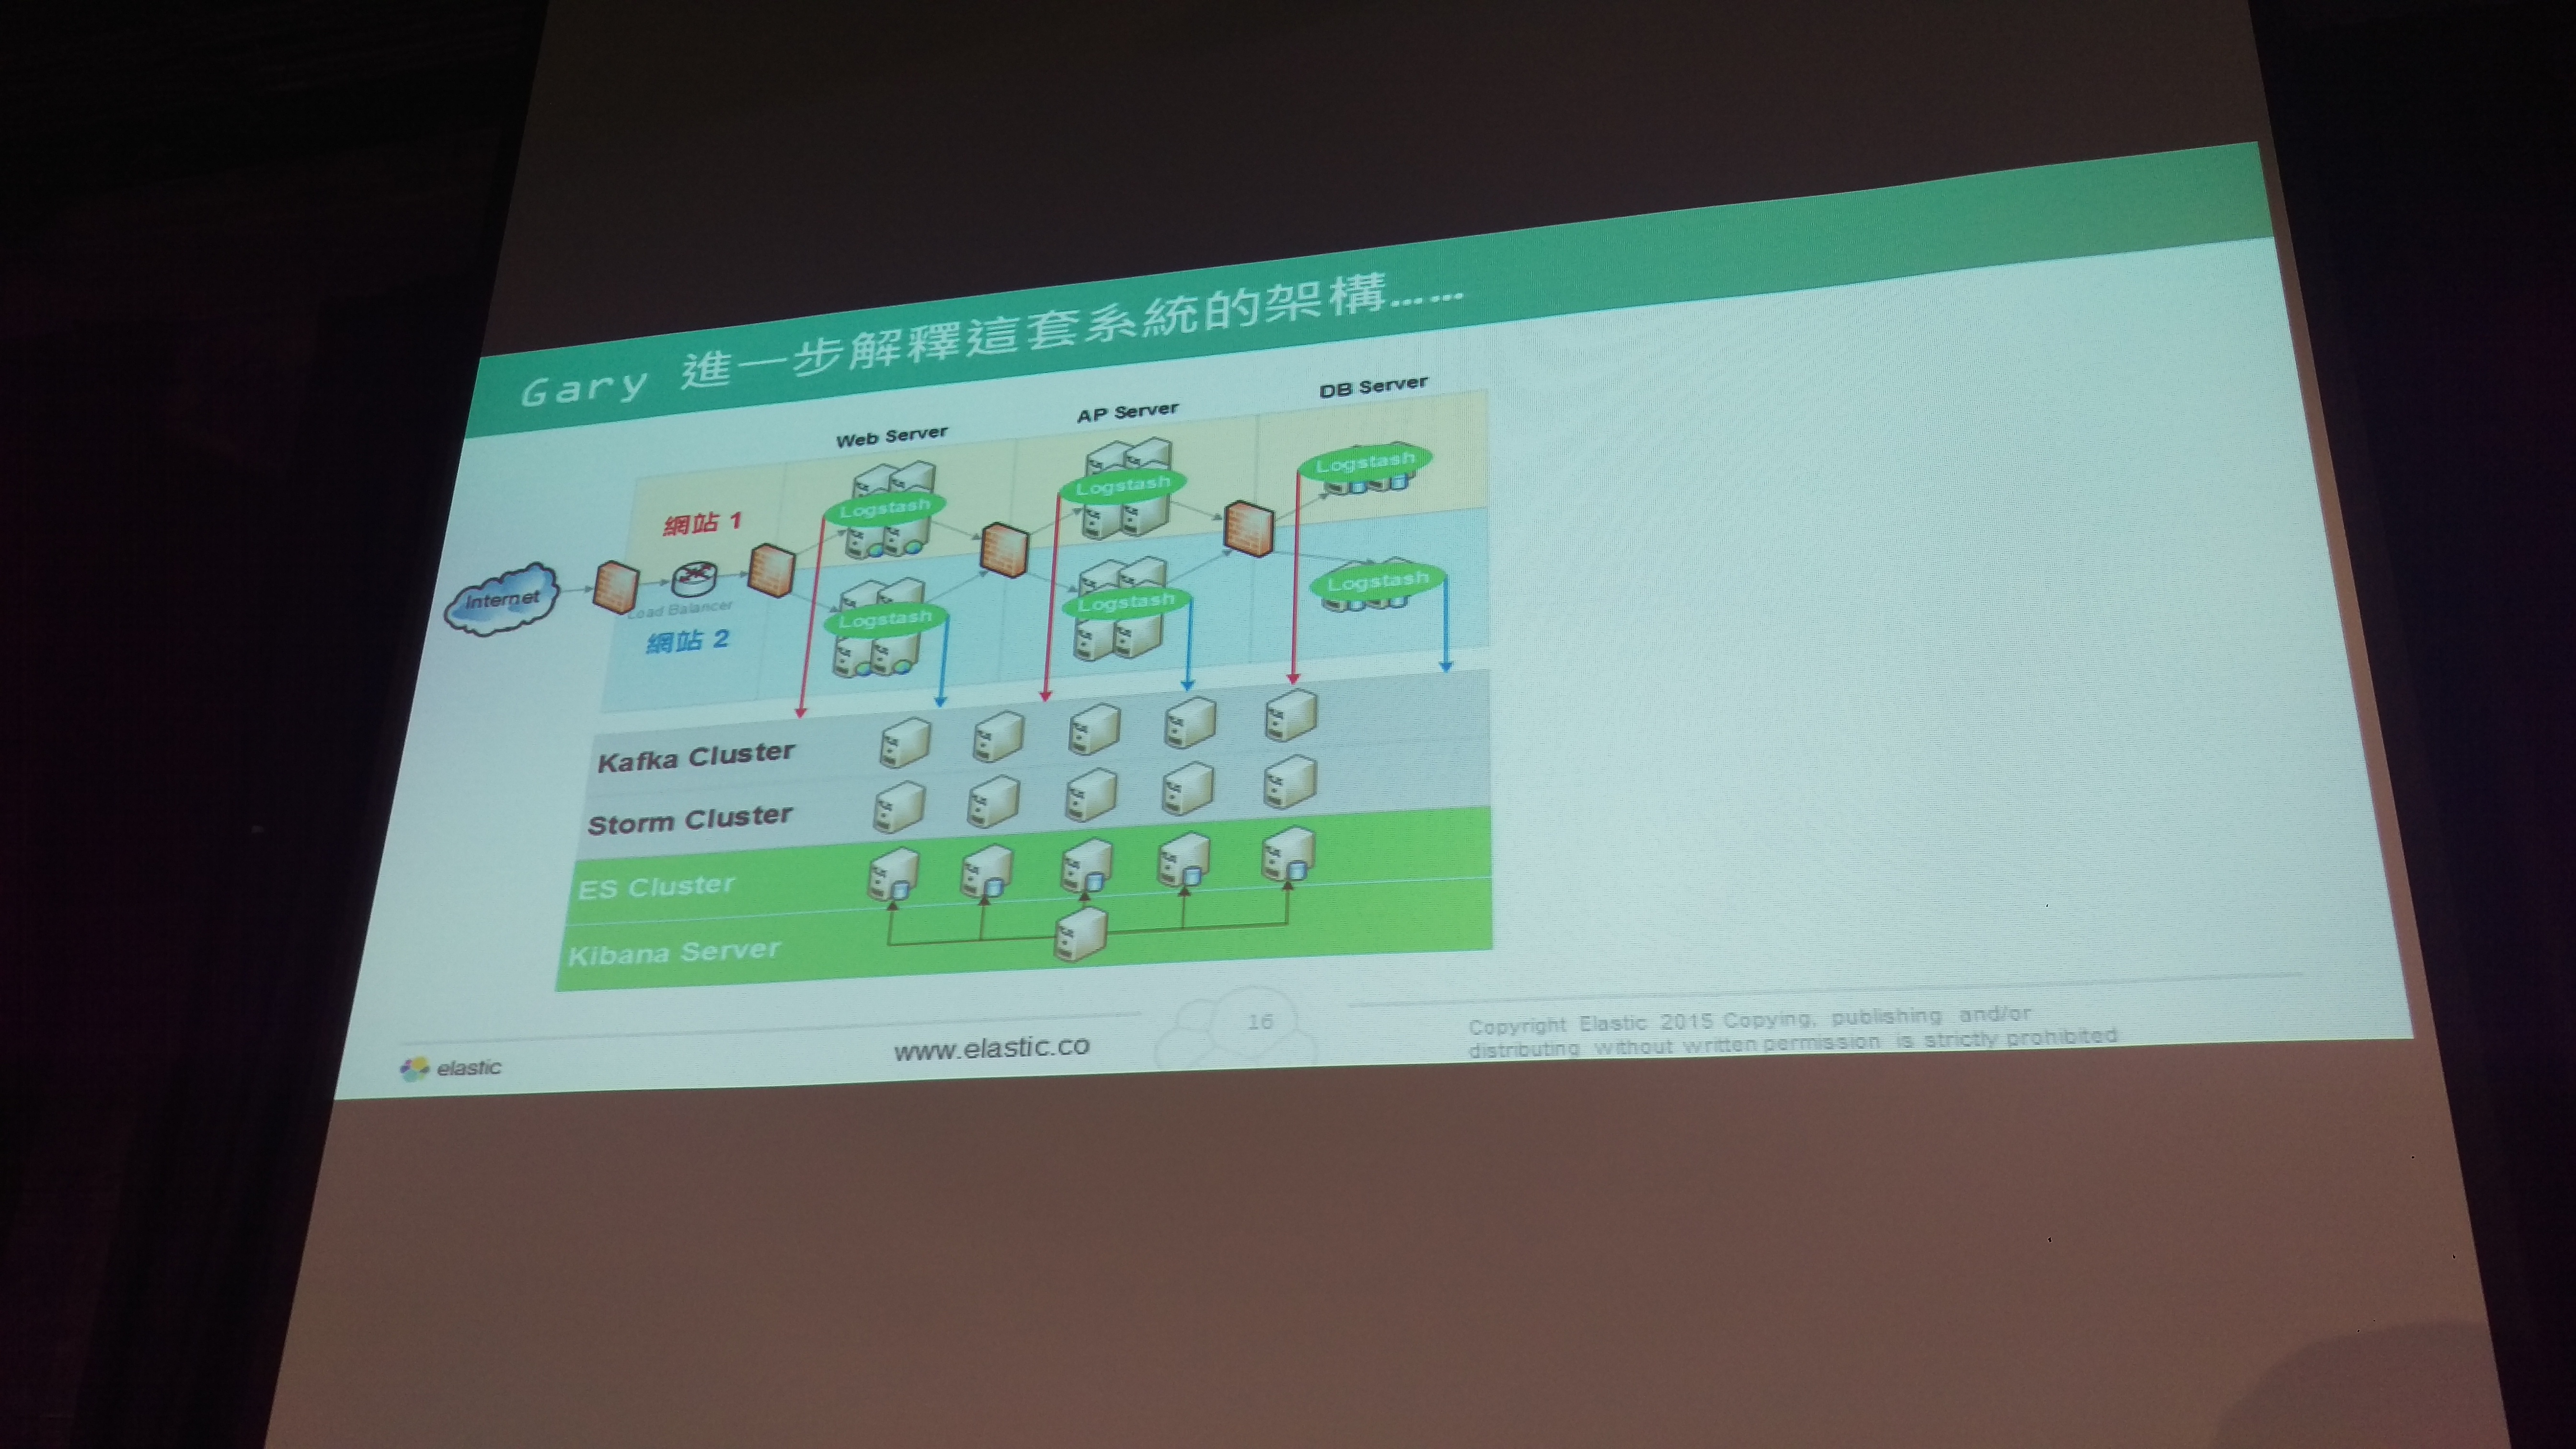 Gary 進一步解釋這套系統的架構......
Web Server
AP Server
DB Server
Logstash
Logstash
Logstash
網站 1
Internet
Load Balancer
網站 2
Logstash
Logstash
Logstash
Kafka Cluster
Storm Cluster
ES Cluster
Kibana Server
elastic
www.elastic.co
16
Copyright Elastic 2015 Copying, publishing and/or
distributing without written permission is strictly prohibited